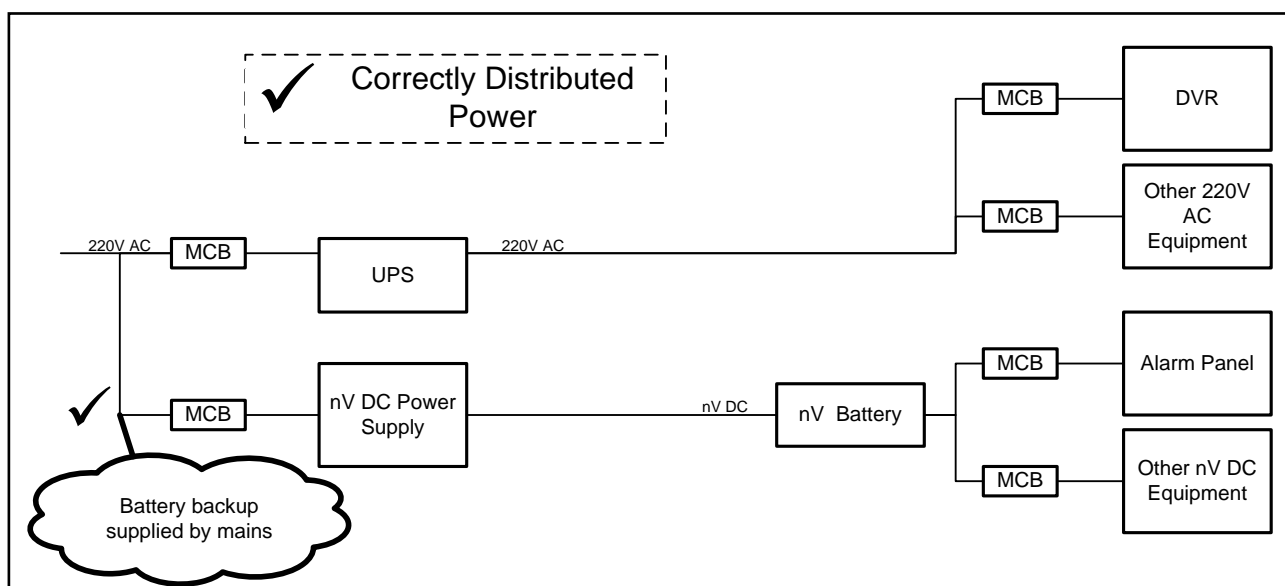 Correctly Distributed
Power
MCB
DVR
MCB
Other 220V
AC
Equipment
220V AC
MCB
UPS
220V AC
MCB
nV DC Power
Supply
nV DC
nV Battery
MCB
Alarm Panel
MCB
Other nV DC
Equipment
Battery backup
supplied by mains